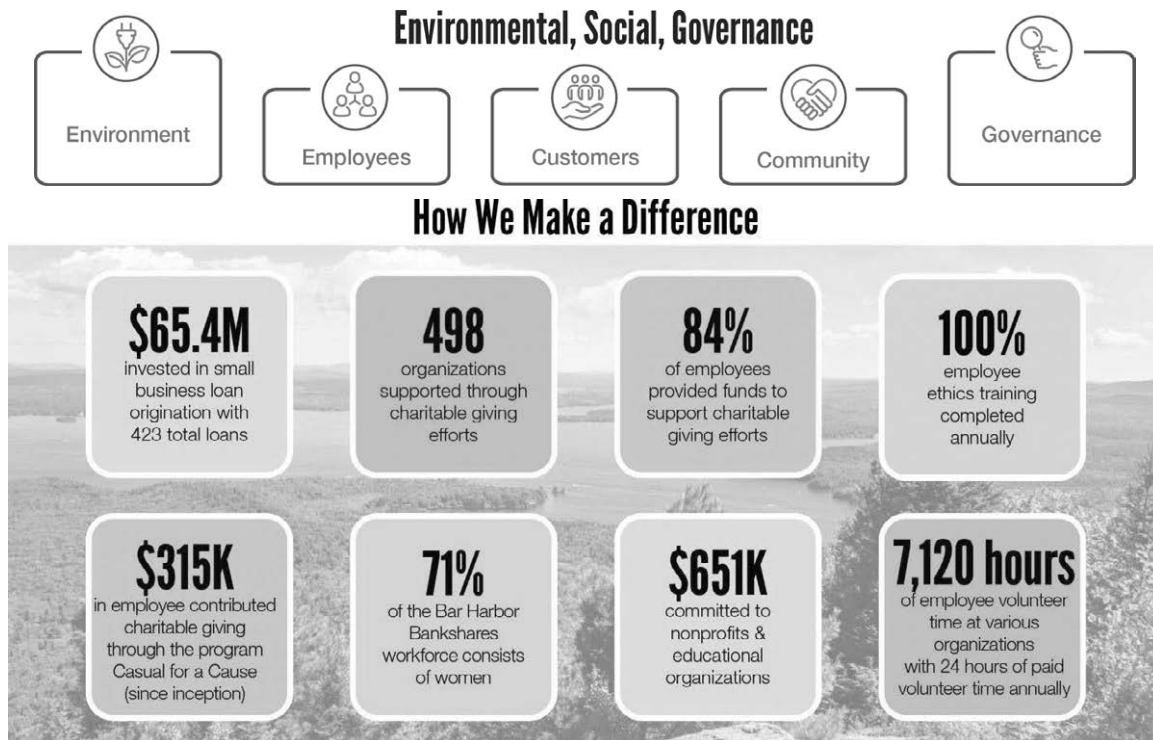 Environmental, Social, Governance
Environment
Employees
Customers
Community
Governance
How We Make a Difference
$65.4M
invested in small
business loan
origination with
423 total loans
498
organizations
supported through
charitable giving
efforts
84%
of employees
provided funds to
support charitable
giving efforts
100%
employee
ethics training
completed
annually
$315K
in employee contributed
charitable giving
through the program
Casual for a Cause
(since inception)
71%
of the Bar Harbor
Bankshares
workforce consists
of women
$651K
committed to
nonprofits &
educational
organizations
7,120 hours
of employee volunteer
time at various
organizations
with 24 hours of paid
volunteer time annually